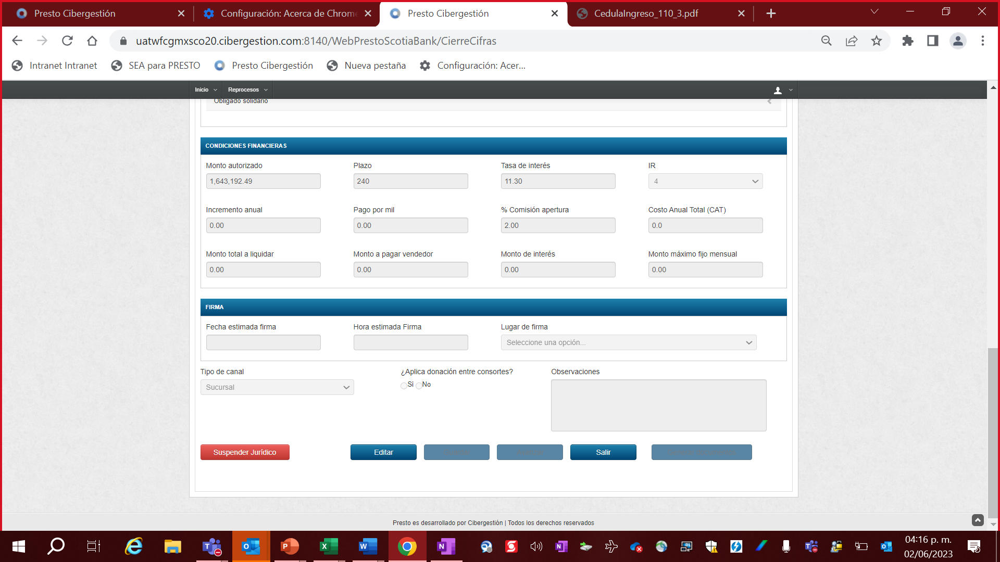 Presto Cibergestión
Configuración: Acerca de Chrome
Presto Cibergestión
CedulaIngreso_110_3.pdf
uatwfcgmxsco20.cibergestion.com:8140/WebPrestoScotiaBank/CierreCifras
Intranet Intranet
SEA para PRESTO
Presto Cibergestión
Nueva pestaña
Configuración: Acer...
Inicio
Reprocesos
Obligado solidario
CONDICIONES FINANCIERAS
Monto autorizado Plazo Tasa de interés IR
1,643,192.49 240 11.30 4
Incremento anual Pago por mil % Comisión apertura Costo Anual Total (CAT)
0.00 0.00 2.00 0.0
Monto total a liquidar Monto a pagar vendedor Monto de interés Monto máximo fijo mensual
0.00 0.00 0.00 0.00
FIRMA
Fecha estimada firma Hora estimada Firma Lugar de firma
Seleccione una opción...
Tipo de canal ¿Aplica donación entre consortes? Observaciones
Sucursal Si No
Suspender Jurídico Editar Salir
Presto es desarrollado por Cibergestión | Todos los derechos reservados
04:16 p. m.
02/06/2023